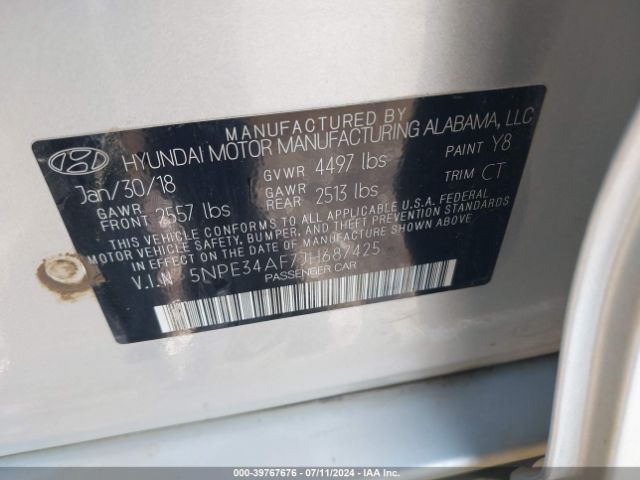 MANUFACTURED BY
HYUNDAI MOTOR MANUFACTURING ALABAMA, LLC
Jan/30/18 GVWR 4497 lbs PAINT Y8
GAWR FRONT 2557 lbs GAWR REAR 2513 lbs TRIM CT
THIS VEHICLE CONFORMS TO ALL APPLICABLE U.S.A. FEDERAL
MOTOR VEHICLE SAFETY, BUMPER, AND THEFT PREVENTION
STANDARDS IN EFFECT ON THE DATE OF MANUFACTURE SHOWN ABOVE.
V.I.N 5NPE34AF7JH687425
PASSENGER CAR
000-39767676 | 07/11/2024 - IAA Inc.